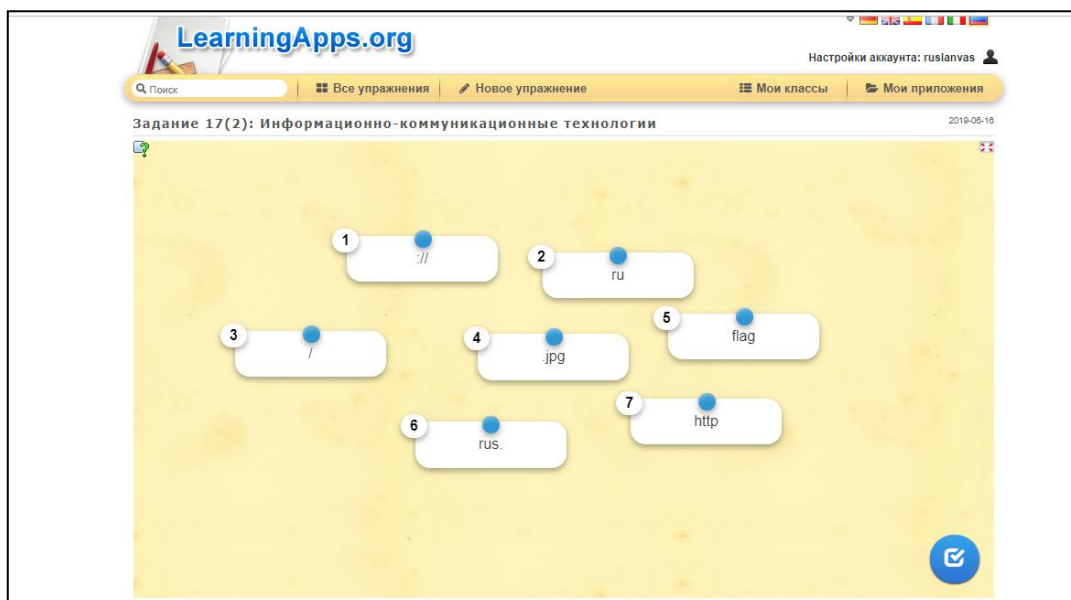 LearningApps.org
Настройки аккаунта: ruslanvas
Поиск
Все упражнения
Новое упражнение
Мои классы
Мои приложения
Задание 17(2): Информационно-коммуникационные технологии
2019-06-16
1
://
2
ru
3
/
4
.jpg
5
flag
6
rus.
7
http